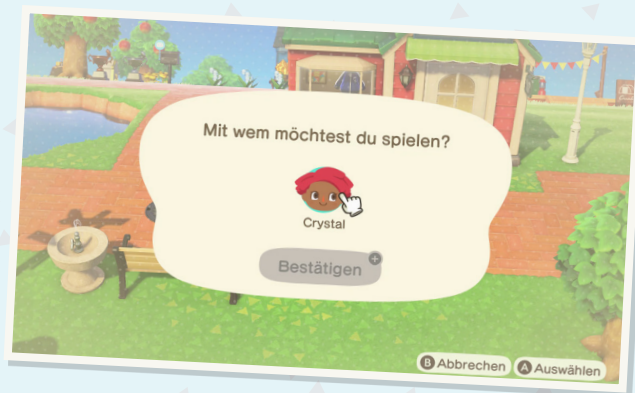 Mit wem möchtest du spielen?
Crystal
Bestätigen +
B Abbrechen A Auswählen